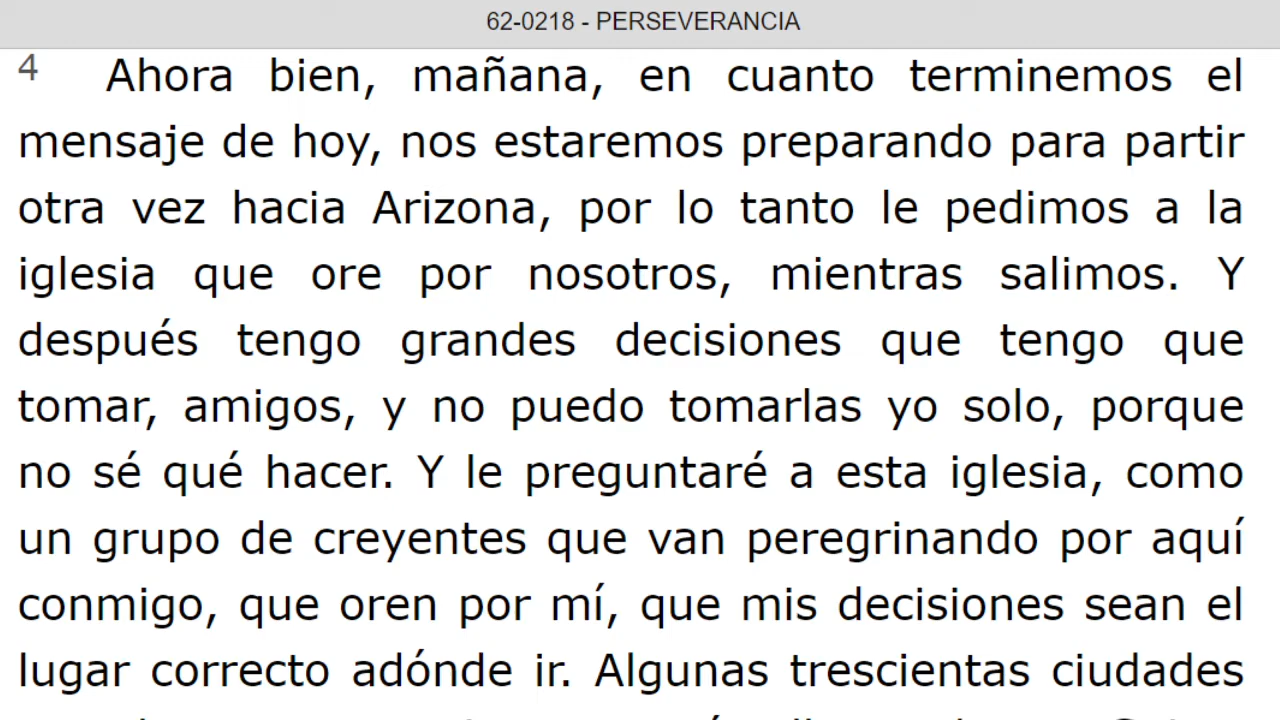 62-0218 - PERSEVERANCIA
4 Ahora bien, mañana, en cuanto terminemos el
mensaje de hoy, nos estaremos preparando para partir
otra vez hacia Arizona, por lo tanto le pedimos a la
iglesia que ore por nosotros, mientras salimos. Y
después tengo grandes decisiones que tengo que
tomar, amigos, y no puedo tomarlas yo solo, porque
no sé qué hacer. Y le preguntaré a esta iglesia, como
un grupo de creyentes que van peregrinando por aquí
conmigo, que oren por mí, que mis decisiones sean el
lugar correcto adónde ir. Algunas trescientas ciudades